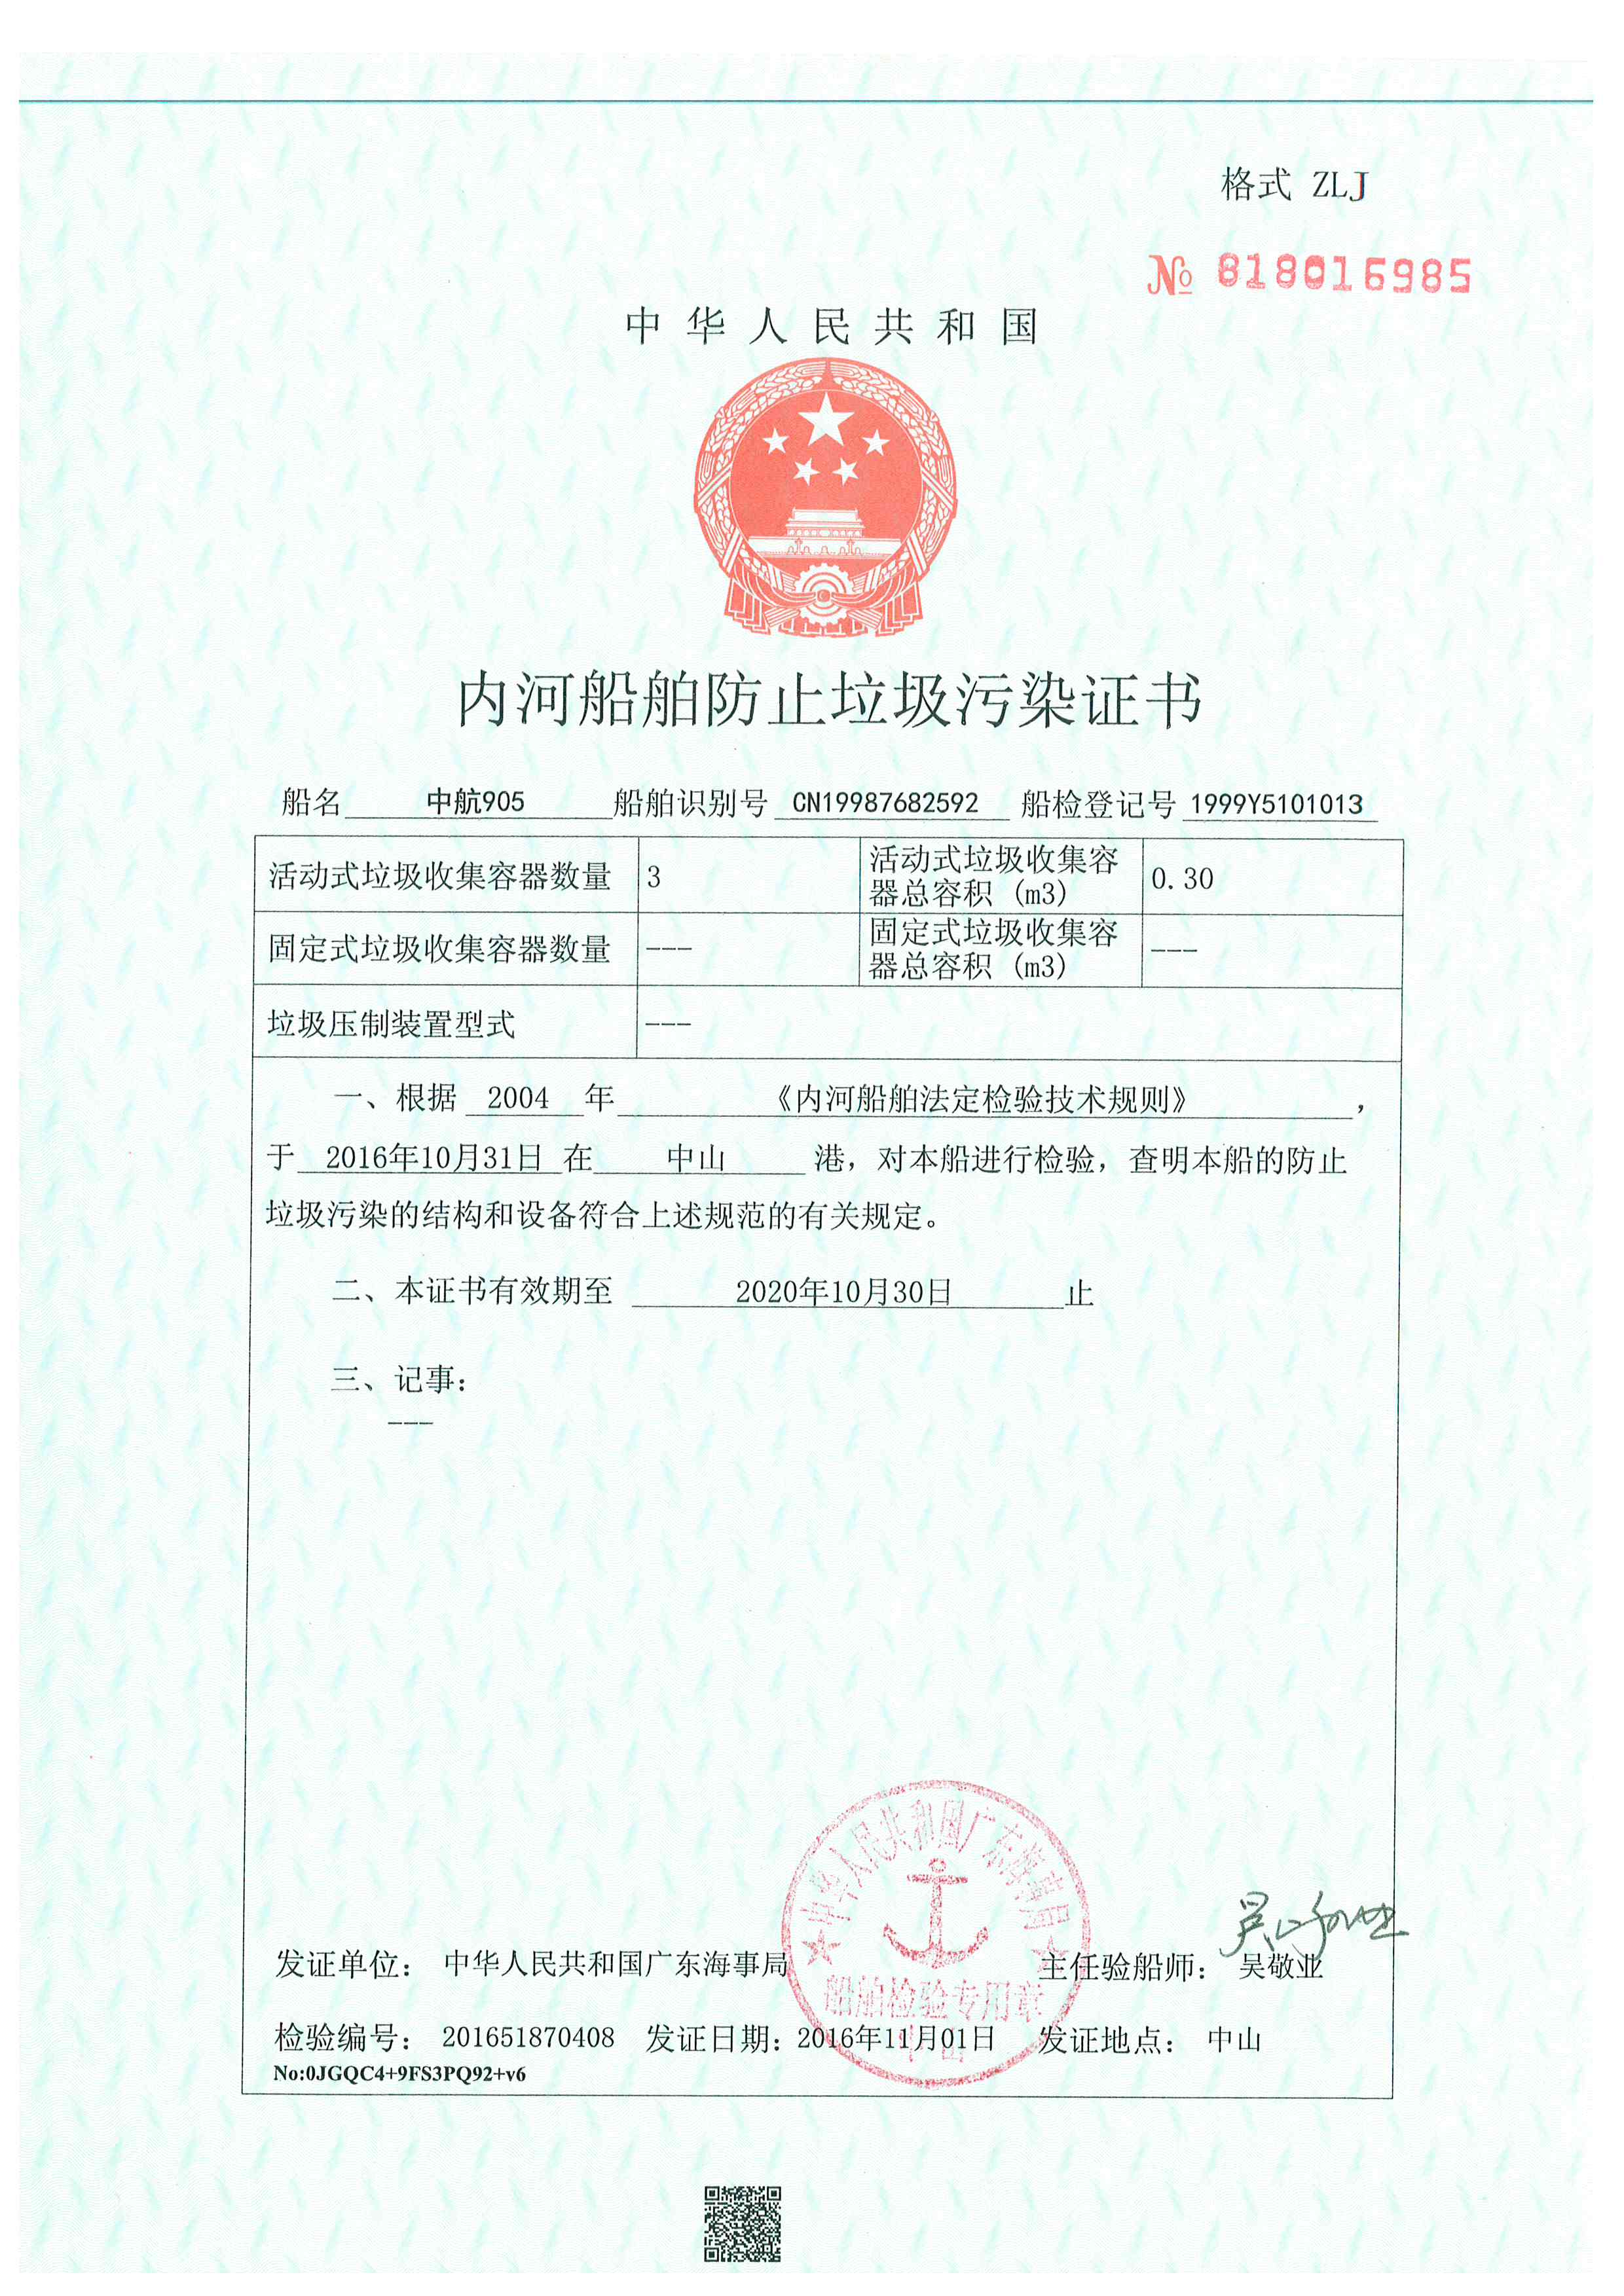 格式 ZLJ
№ 818016985
中华人民共和国
内河船舶防止垃圾污染证书
船名 中航905 船舶识别号 CN19987682592 船检登记号 1999Y5101013
活动式垃圾收集容器数量 3 活动式垃圾收集容
器总容积 (m3) 0.30
固定式垃圾收集容器数量 --- 固定式垃圾收集容
器总容积 (m3) ---
垃圾压制装置型式 ---
一、根据 2004 年 《内河船舶法定检验技术规则》 ，
于 2016年10月31日 在 中山 港，对本船进行检验，查明本船的防止
垃圾污染的结构和设备符合上述规范的有关规定。
二、本证书有效期至 2020年10月30日 止
三、记事：
---
中华人民共和国广东海事局
船舶检验专用章
中山
发证单位： 中华人民共和国广东海事局 主任验船师： 吴敬业
检验编号： 201651870408 发证日期：2016年11月01日 发证地点： 中山
No:0JGQC4+9FS3PQ92+v6